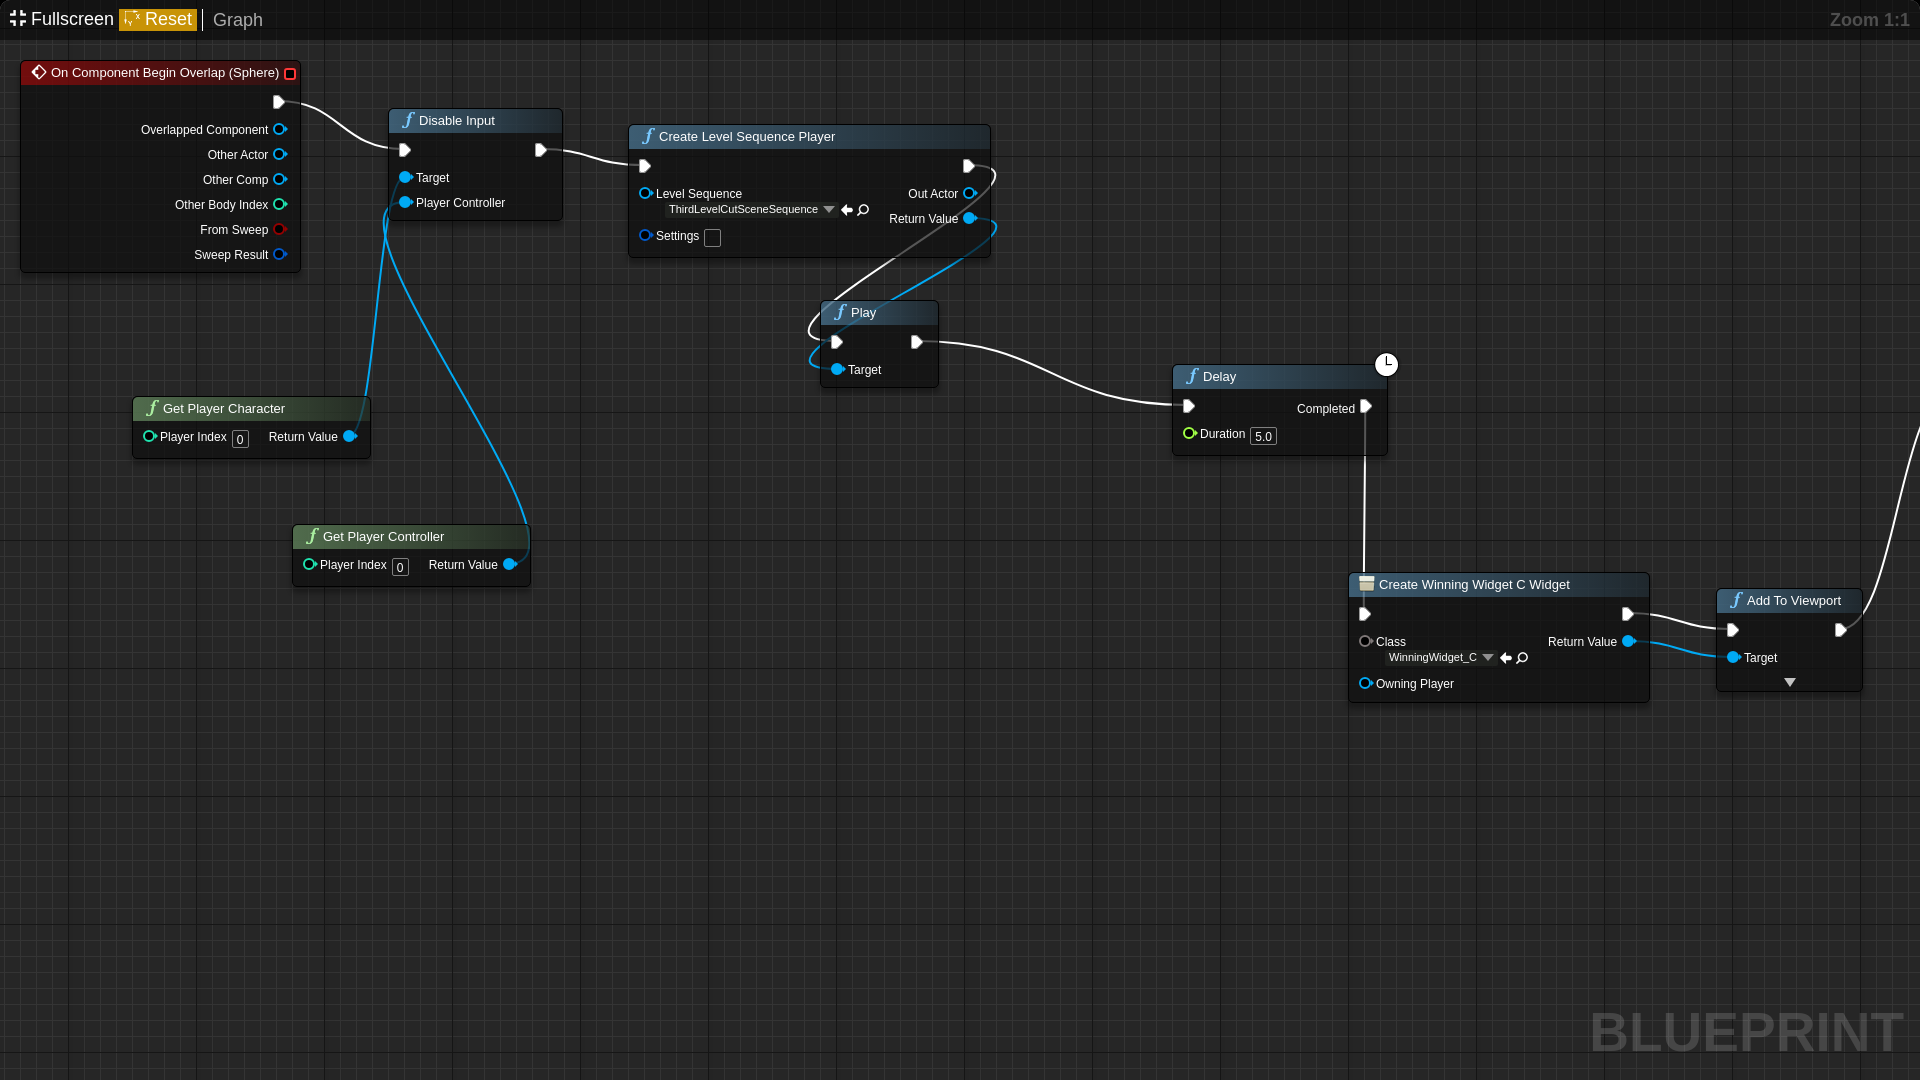 Fullscreen Reset Graph
Zoom 1:1
On Component Begin Overlap (Sphere)
Overlapped Component
Other Actor
Other Comp
Other Body Index
From Sweep
Sweep Result
Disable Input
Target
Player Controller
Create Level Sequence Player
Level Sequence
ThirdLevelCutSceneSequence
Settings
Out Actor
Return Value
Play
Target
Get Player Character
Player Index 0 Return Value
Get Player Controller
Player Index 0 Return Value
Delay
Completed
Duration 5.0
Create Winning Widget C Widget
Class
WinningWidget_C
Owning Player
Return Value
Add To Viewport
Target
BLUEPRINT